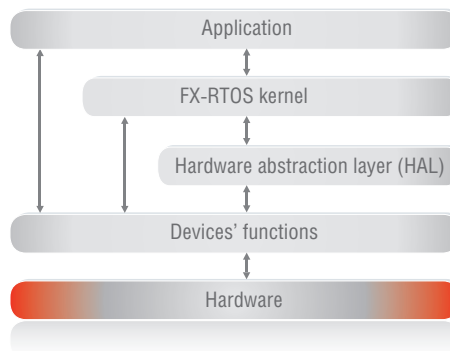 Application
FX-RTOS kernel
Hardware abstraction layer (HAL)
Devices’ functions
Hardware